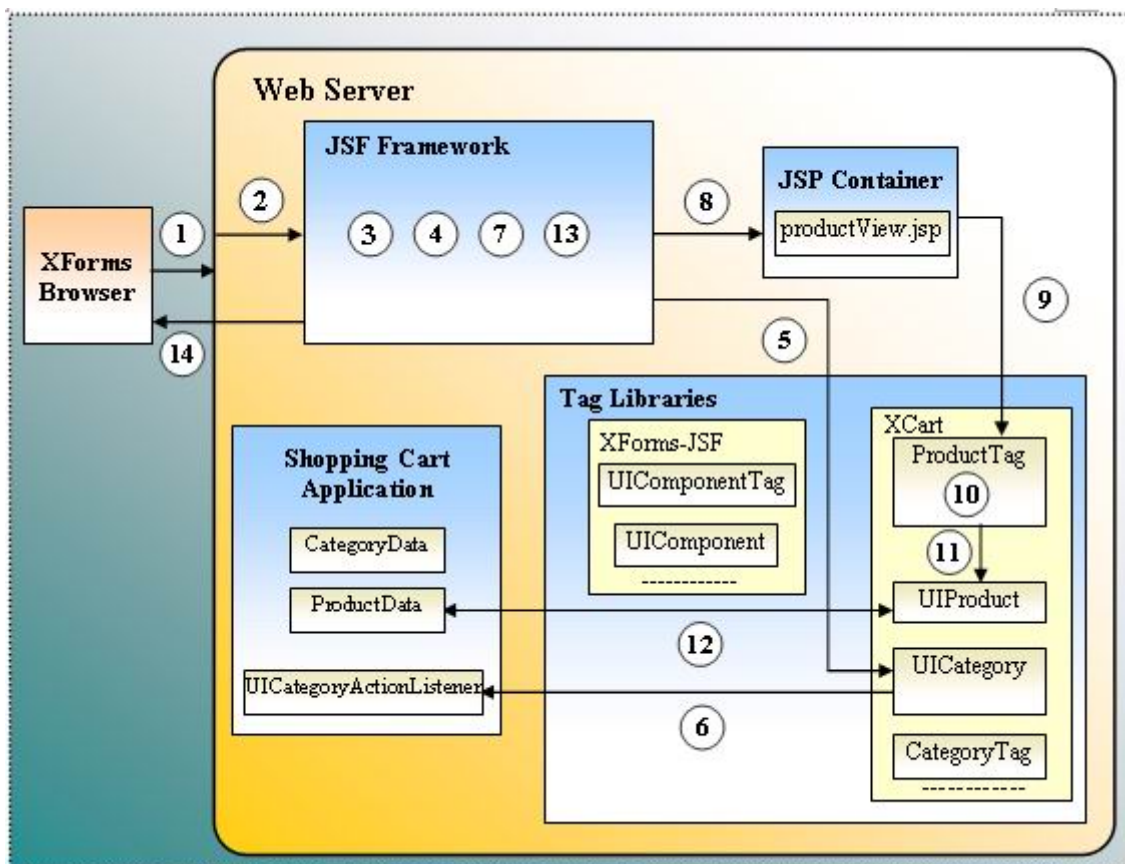 Web Server
JSF Framework
2
3
4
7
13
8
JSP Container
productView.jsp
1
XForms
Browser
14
5
9
Tag Libraries
XForms-JSF
UIComponentTag
UIComponent
------------
XCart
ProductTag
10
11
UIProduct
UICategory
CategoryTag
------------
Shopping Cart
Application
CategoryData
ProductData
UICategoryActionListener
12
6